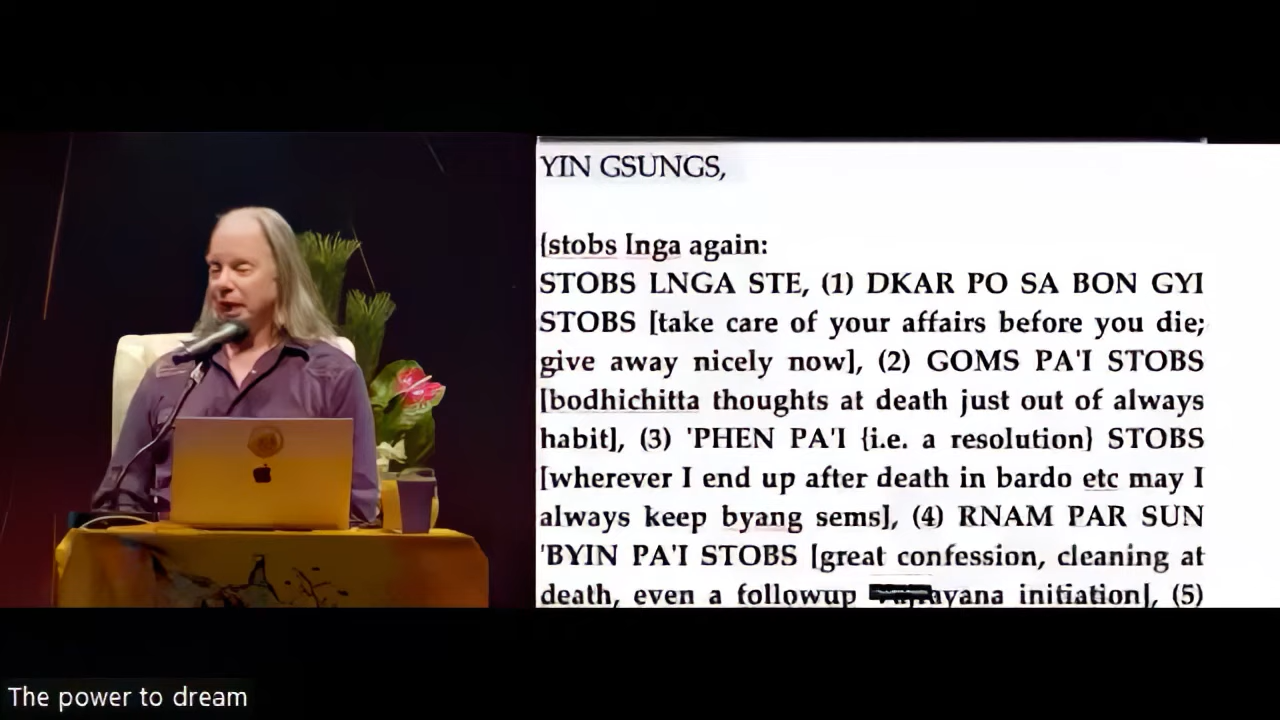 YIN GSUNGS,
[stobs lnga again:
STOBS LNGA STE, (1) DKAR PO SA BON GYI
STOBS [take care of your affairs before you die;
give away nicely now], (2) GOMS PA'I STOBS
[bodhichitta thoughts at death just out of always
habit], (3) 'PHEN PA'I {i.e. a resolution} STOBS
[wherever I end up after death in bardo etc may I
always keep byang sems], (4) RNAM PAR SUN
'BYIN PA'I STOBS [great confession, cleaning at
death, even a followup initiation], (5)
The power to dream